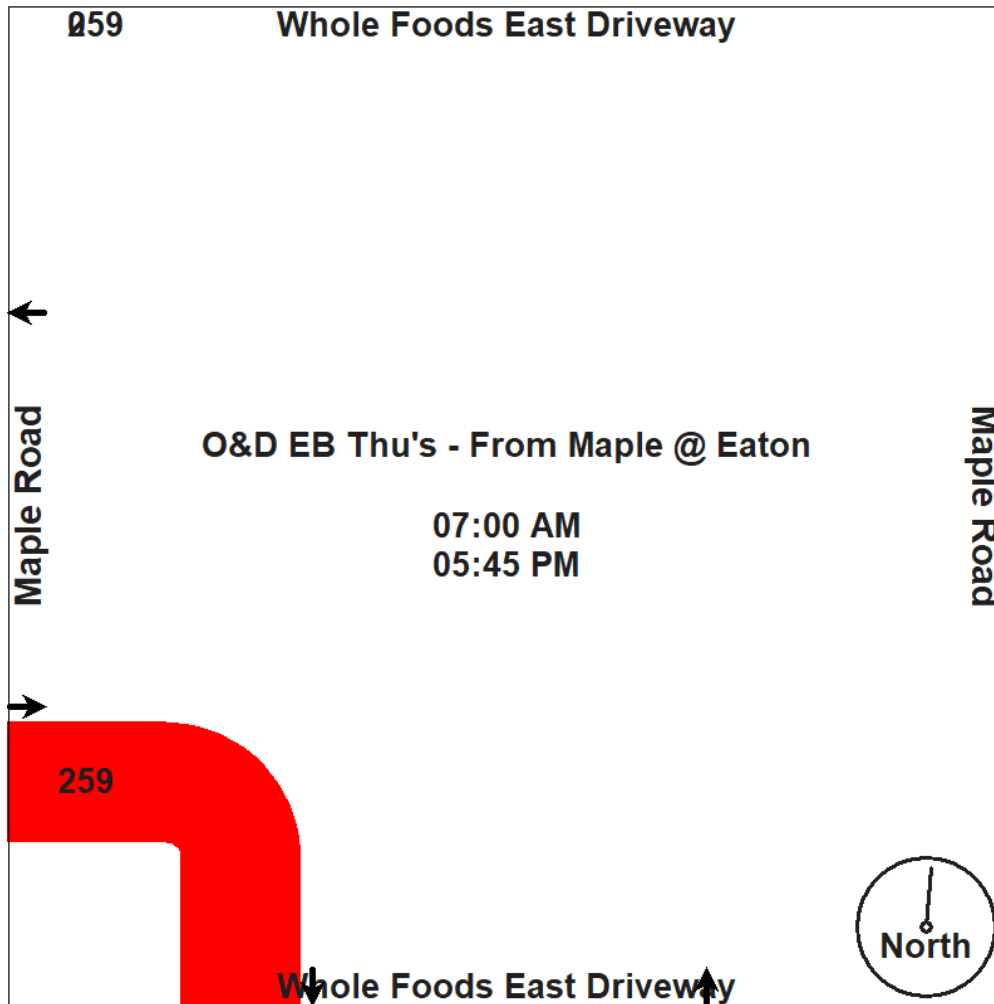 259 Whole Foods East Driveway
Maple Road
O&D EB Thu's - From Maple @ Eaton
Maple Road
07:00 AM
05:45 PM
259
North
Whole Foods East Driveway